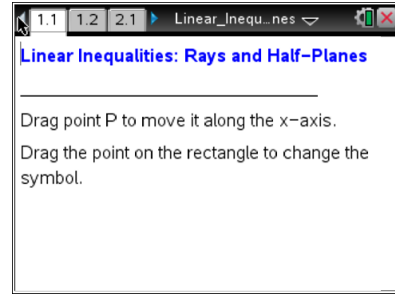 1.1 1.2 2.1 Linear_Inequ...nes
Linear Inequalities: Rays and Half-Planes
Drag point P to move it along the x-axis.
Drag the point on the rectangle to change the
symbol.